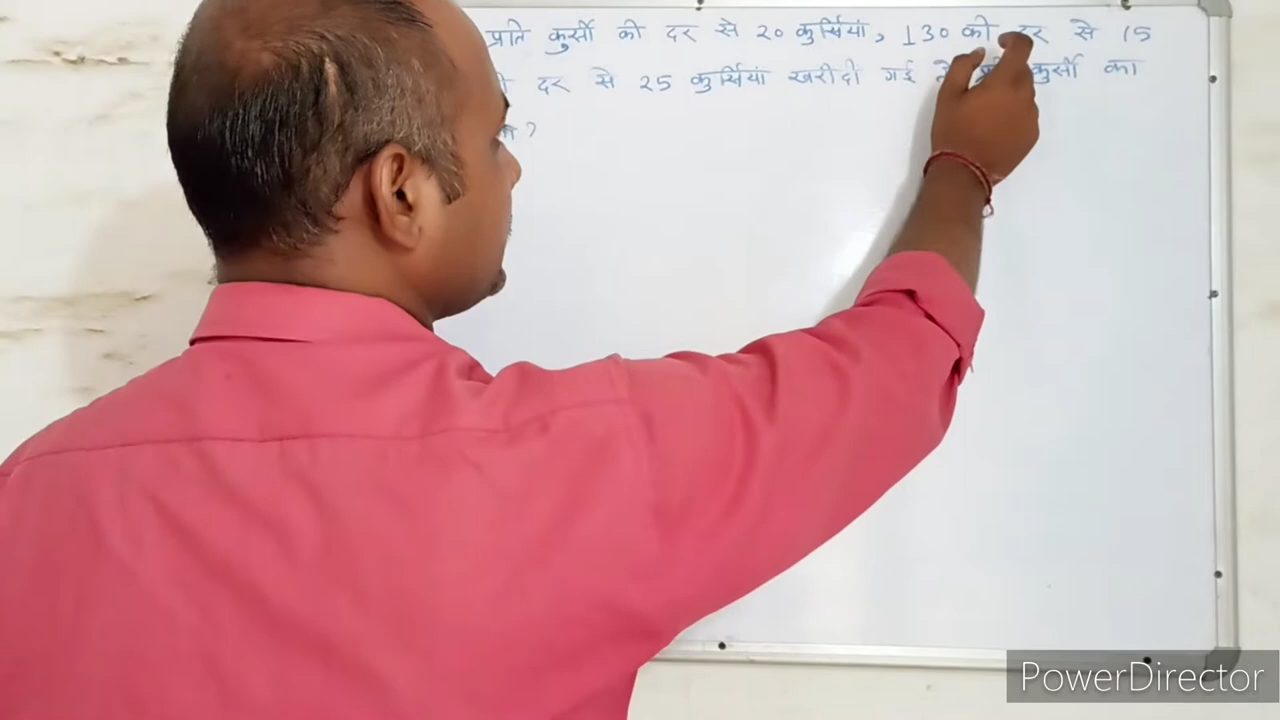 प्रति कुर्सी की दर से 20 कुर्सियां, 130 की दर से 15
दर से 25 कुर्सियां खरीदी गई कुर्सी का
?
PowerDirector